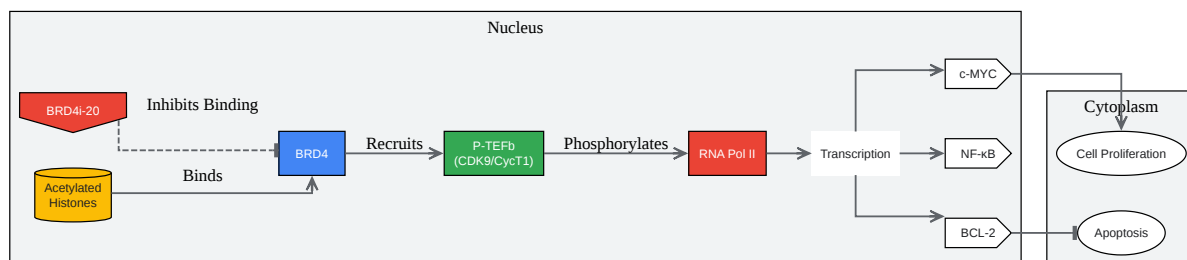 Nucleus
c-MYC
BRD4i-20
Inhibits Binding
Cytoplasm
BRD4
Recruits
P-TEFb
(CDK9/CycT1)
Phosphorylates
RNA Pol II
Transcription
NF-κB
Cell Proliferation
Binds
Acetylated
Histones
BCL-2
Apoptosis